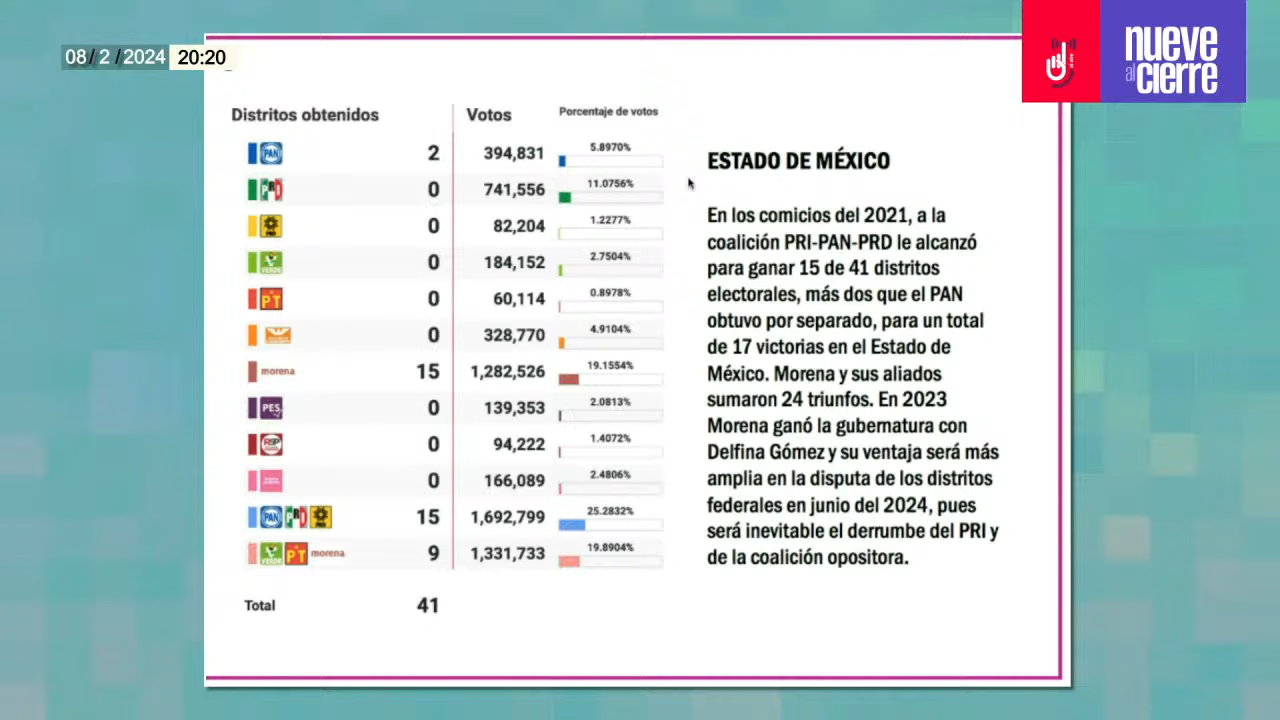 08/ 2 /2024 20:20
nueve
al cierre
Distritos obtenidos Votos Porcentaje de votos
PAN 2 394,831 5.8970%
PRI 0 741,556 11.0756%
PRD 0 82,204 1.2277%
VERDE 0 184,152 2.7504%
PT 0 60,114 0.8978%
0 328,770 4.9104%
morena 15 1,282,526 19.1554%
PES 0 139,353 2.0813%
RSP 0 94,222 1.4072%
0 166,089 2.4806%
PAN PRI PRD 15 1,692,799 25.2832%
VERDE PT morena 9 1,331,733 19.8904%
Total 41
ESTADO DE MÉXICO
En los comicios del 2021, a la
coalición PRI-PAN-PRD le alcanzó
para ganar 15 de 41 distritos
electorales, más dos que el PAN
obtuvo por separado, para un total
de 17 victorias en el Estado de
México. Morena y sus aliados
sumaron 24 triunfos. En 2023
Morena ganó la gubernatura con
Delfina Gómez y su ventaja será más
amplia en la disputa de los distritos
federales en junio del 2024, pues
será inevitable el derrumbe del PRI y
de la coalición opositora.